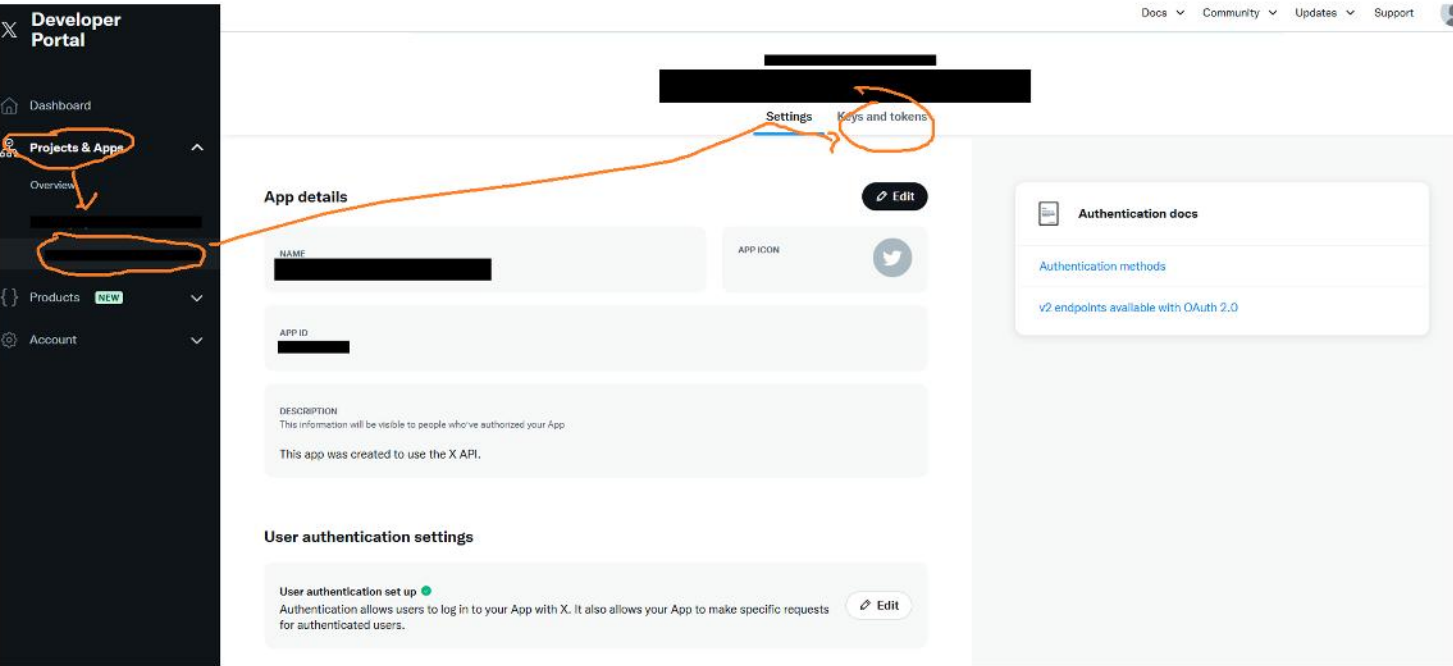 Developer
Portal
Docs
Community
Updates
Support
Dashboard
Projects & Apps
Overview
Products NEW
Account
Settings
Keys and tokens
App details
Edit
NAME
APP ICON
APP ID
DESCRIPTION
This information will be visible to people who've authorized your App
This app was created to use the X API.
User authentication settings
User authentication set up
Authentication allows users to log in to your App with X. It also allows your App to make specific requests
for authenticated users.
Edit
Authentication docs
Authentication methods
v2 endpoints available with OAuth 2.0